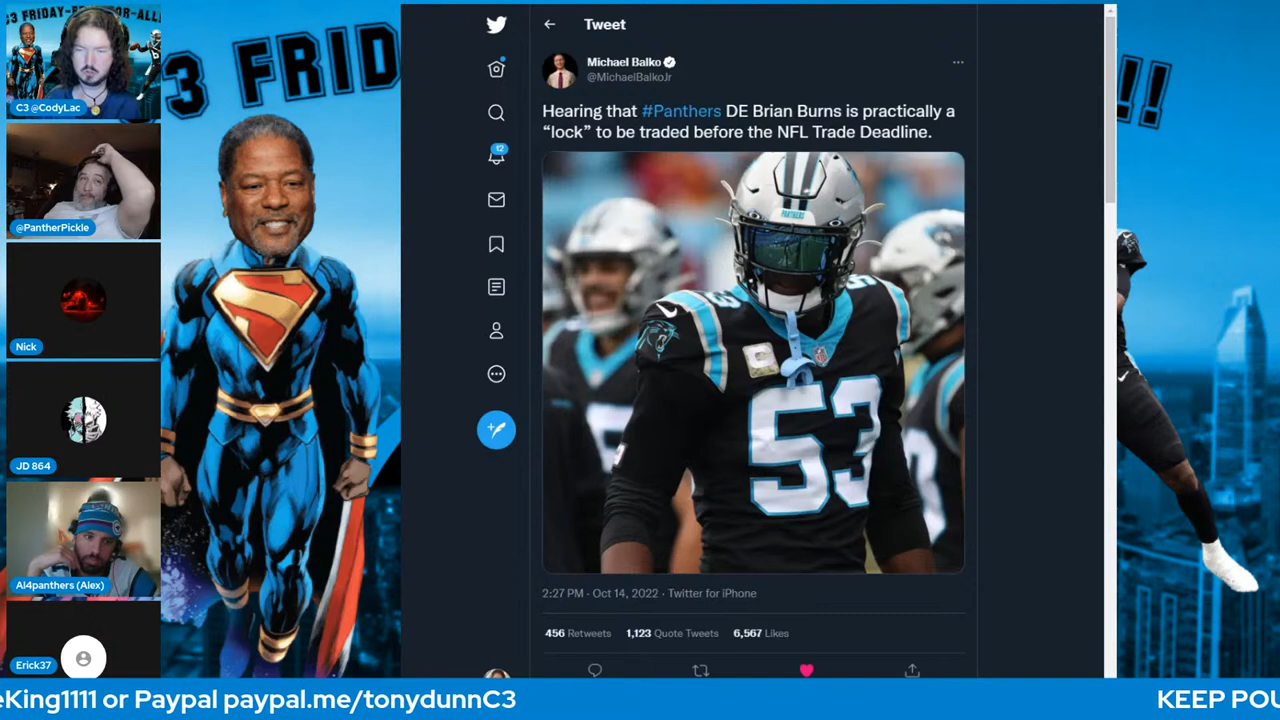 C3 FRIDAY-F
OR-ALL
C3 @CodyLac
@PantherPickle
Nick
JD 864
Al4panthers (Alex)
Erick37
3 FRID
!!
Tweet
Michael Balko
@MichaelBalkoJr
Hearing that #Panthers DE Brian Burns is practically a
“lock” to be traded before the NFL Trade Deadline.
12
PANTHERS
53
53
2:27 PM · Oct 14, 2022 · Twitter for iPhone
456 Retweets 1,123 Quote Tweets 6,567 Likes
eKing1111 or Paypal paypal.me/tonydunnC3
KEEP POU